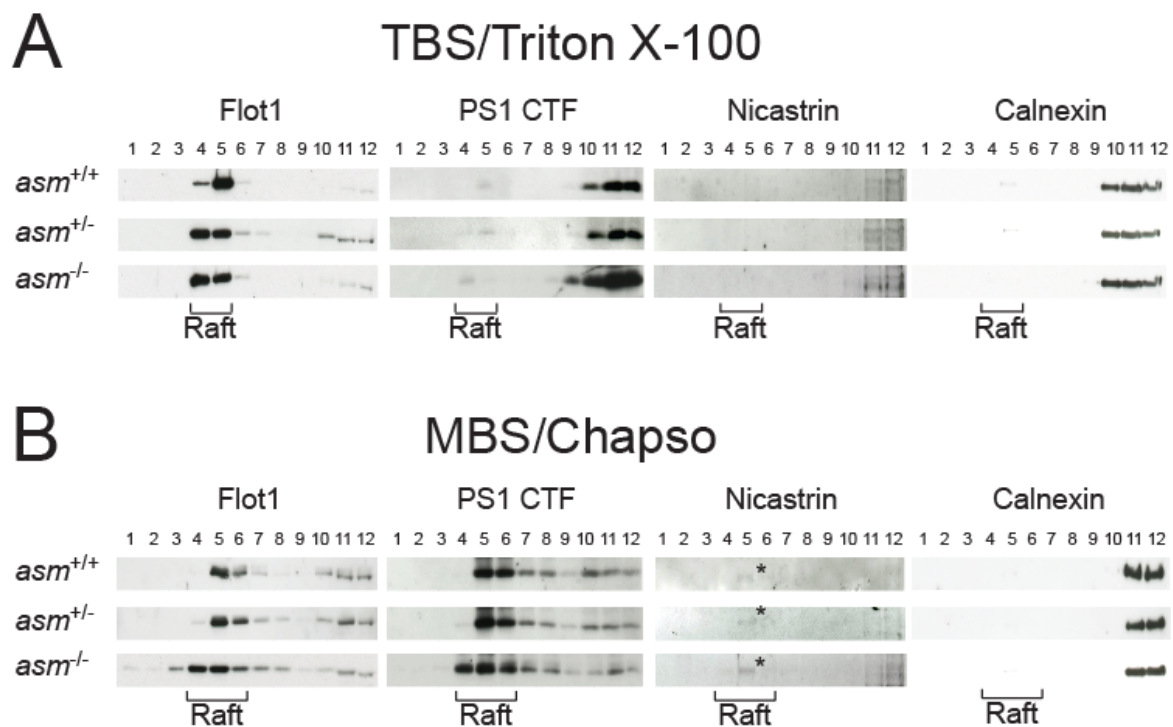 A TBS/Triton X-100
Flot1 PS1 CTF Nicastrin Calnexin
1 2 3 4 5 6 7 8 9 10 11 12 1 2 3 4 5 6 7 8 9 10 11 12 1 2 3 4 5 6 7 8 9 10 11 12 1 2 3 4 5 6 7 8 9 10 11 12
asm+/+
asm+/-
asm-/-
Raft Raft Raft Raft
B MBS/Chapso
Flot1 PS1 CTF Nicastrin Calnexin
1 2 3 4 5 6 7 8 9 10 11 12 1 2 3 4 5 6 7 8 9 10 11 12 1 2 3 4 5 6 7 8 9 10 11 12 1 2 3 4 5 6 7 8 9 10 11 12
asm+/+ *
asm+/- *
asm-/- *
Raft Raft Raft Raft